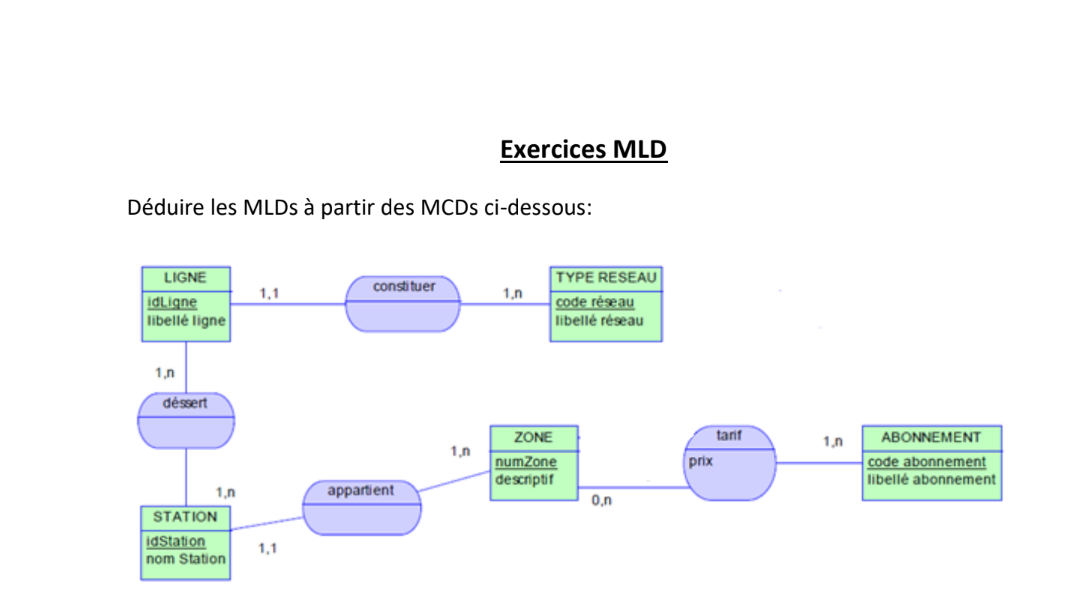 Exercices MLD
Déduire les MLDs à partir des MCDs ci-dessous:
LIGNE
idLigne
libellé ligne
1,1
constituer
1,n
TYPE RESEAU
code réseau
libellé réseau
1,n
déssert
1,n
STATION
idStation
nom Station
1,1
appartient
1,n
ZONE
numZone
descriptif
0,n
tarif
prix
1,n
ABONNEMENT
code abonnement
libellé abonnement